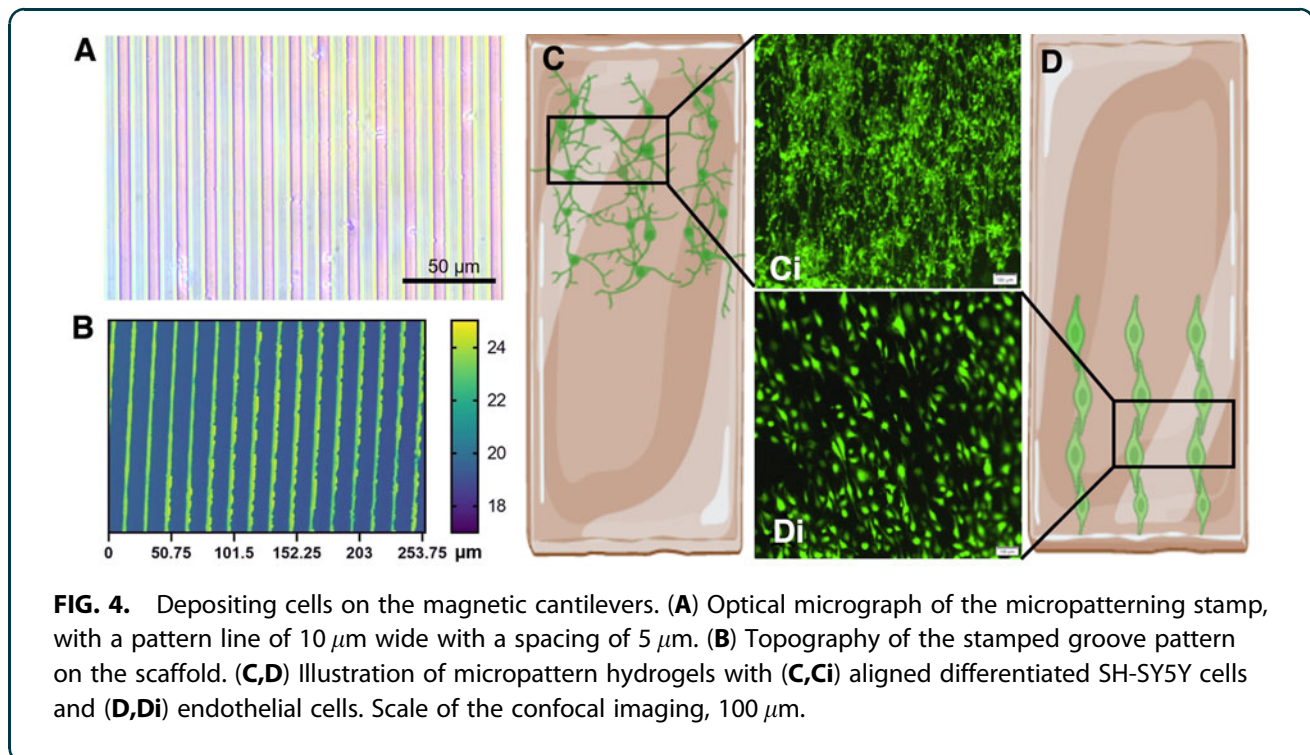 A
50 μm
B
24
22
20
18
0 50.75 101.5 152.25 203 253.75 μm
C
Ci
100 μm
D
Di
100 μm
FIG. 4. Depositing cells on the magnetic cantilevers. (A) Optical micrograph of the micropatterning stamp,
with a pattern line of 10 μm wide with a spacing of 5 μm. (B) Topography of the stamped groove pattern
on the scaffold. (C,D) Illustration of micropattern hydrogels with (C,Ci) aligned differentiated SH-SY5Y cells
and (D,Di) endothelial cells. Scale of the confocal imaging, 100 μm.